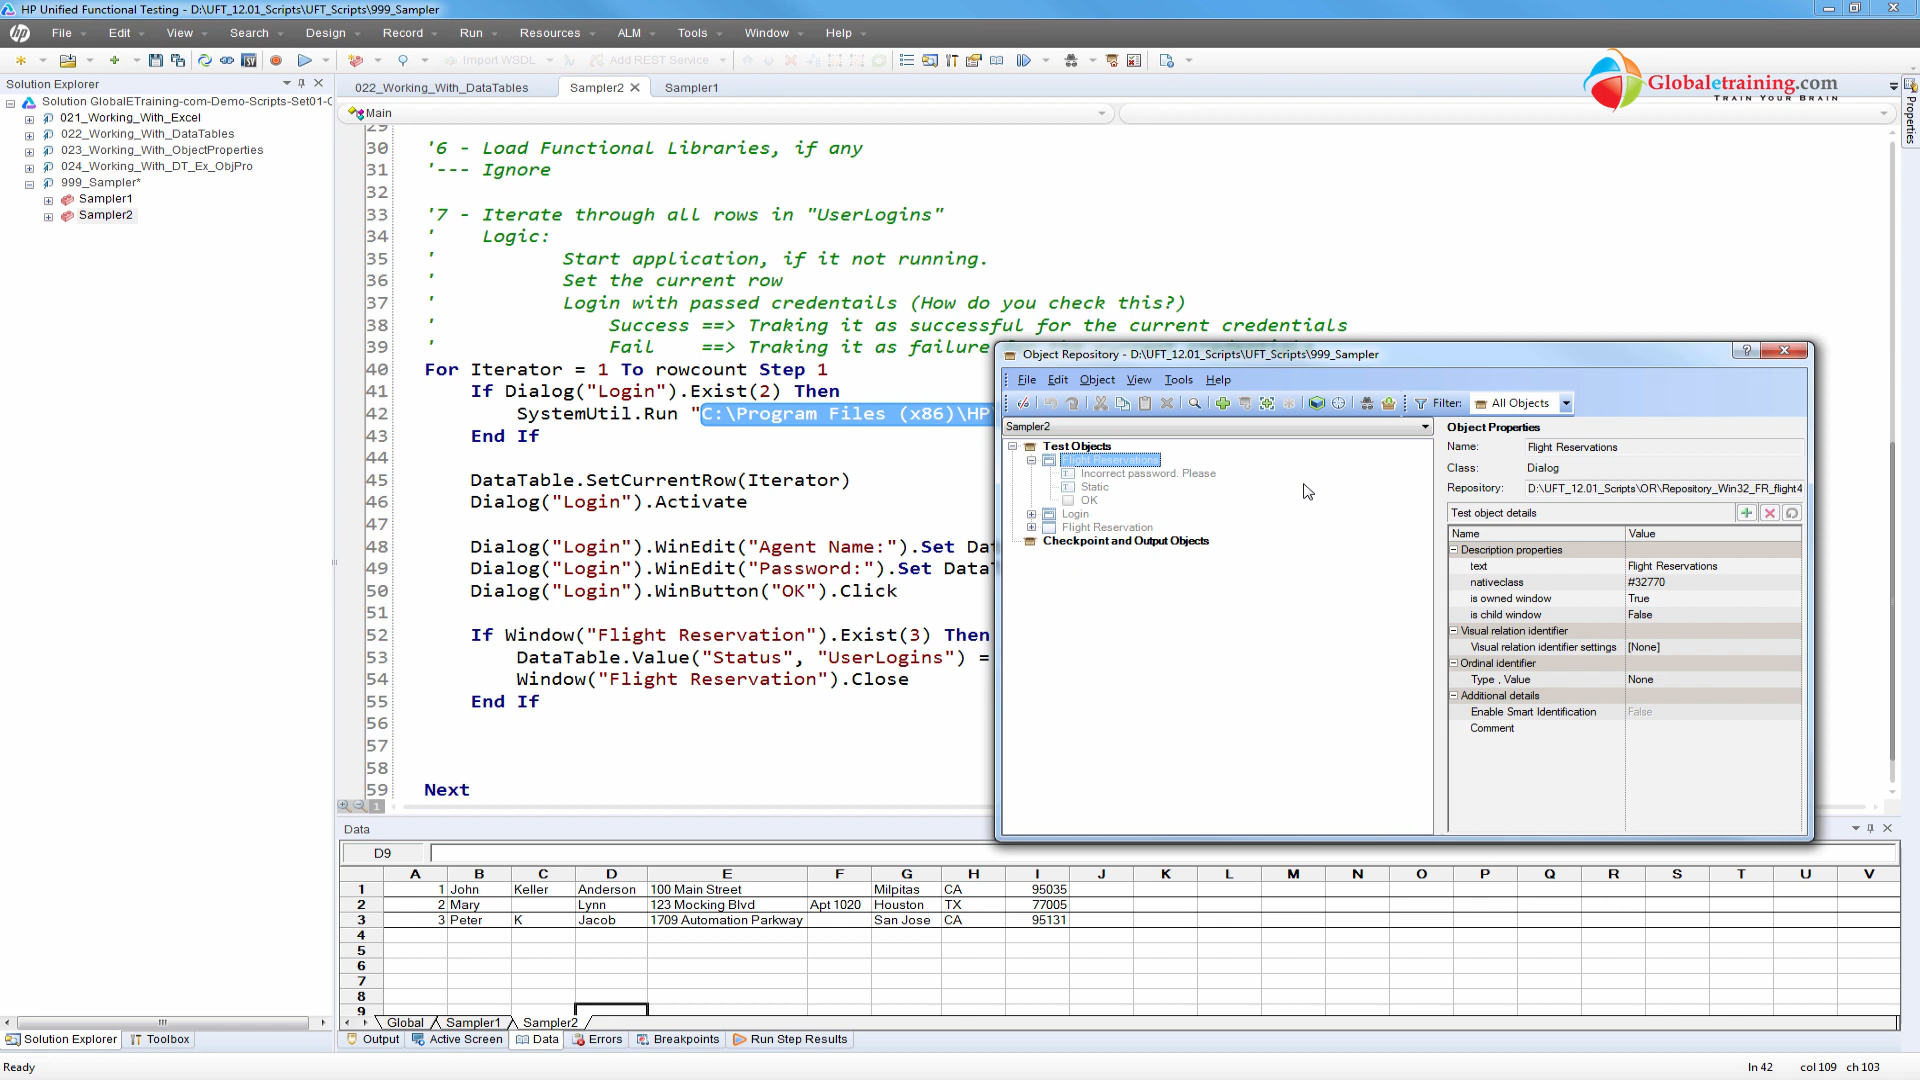 HP Unified Functional Testing - D:\UFT_12.01_Scripts\UFT_Scripts\999_Sampler
File Edit View Search Design Record Run Resources ALM Tools Window Help
Import WSDL Add REST Service
Globaletraining.com
TRAIN YOUR BRAIN
Solution Explorer
Solution GlobalETraining-com-Demo-Scripts-Set01-
021_Working_With_Excel
022_Working_With_DataTables
023_Working_With_ObjectProperties
024_Working_With_DT_Ex_ObjPro
999_Sampler*
Sampler1
Sampler2
022_Working_With_DataTables Sampler2 Sampler1
Properties
Main
29
30 '6 - Load Functional Libraries, if any
31 '--- Ignore
32
33 '7 - Iterate through all rows in "UserLogins"
34 ' Logic:
35 ' Start application, if it not running.
36 ' Set the current row
37 ' Login with passed credentails (How do you check this?)
38 ' Success ==> Traking it as successful for the current credentials
39 ' Fail ==> Traking it as failure
40 For Iterator = 1 To rowcount Step 1
41 If Dialog("Login").Exist(2) Then
42 SystemUtil.Run "C:\Program Files (x86)\HP
43 End If
44
45 DataTable.SetCurrentRow(Iterator)
46 Dialog("Login").Activate
47
48 Dialog("Login").WinEdit("Agent Name:").Set Da
49 Dialog("Login").WinEdit("Password:").Set Data
50 Dialog("Login").WinButton("OK").Click
51
52 If Window("Flight Reservation").Exist(3) Then
53 DataTable.Value("Status", "UserLogins") =
54 Window("Flight Reservation").Close
55 End If
56
57
58
59 Next
1
Object Repository - D:\UFT_12.01_Scripts\UFT_Scripts\999_Sampler
File Edit Object View Tools Help
Filter: All Objects
Sampler2
Test Objects
Flight Reservations
Incorrect password. Please
Static
OK
Login
Flight Reservation
Checkpoint and Output Objects
Object Properties
Name: Flight Reservations
Class: Dialog
Repository: D:\UFT_12.01_Scripts\OR\Repository_Win32_FR_flight4
Test object details
Name Value
Description properties
text Flight Reservations
nativeclass #32770
is owned window True
is child window False
Visual relation identifier
Visual relation identifier settings [None]
Ordinal identifier
Type , Value None
Additional details
Enable Smart Identification False
Comment
Data
D9
A B C D E F G H I J K L M N O P Q R S T U V
1 1 John Keller Anderson 100 Main Street Milpitas CA 95035
2 2 Mary Lynn 123 Mocking Blvd Apt 1020 Houston TX 77005
3 3 Peter K Jacob 1709 Automation Parkway San Jose CA 95131
4
5
6
7
8
9
Global Sampler1 Sampler2
Solution Explorer Toolbox Output Active Screen Data Errors Breakpoints Run Step Results
Ready ln 42 col 109 ch 103